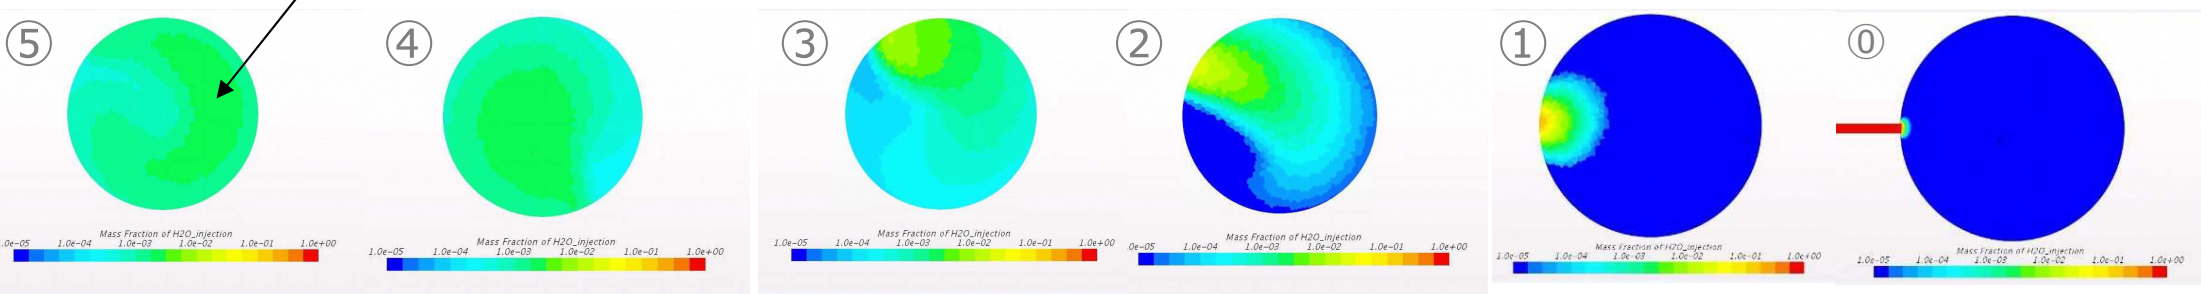 ⑤
④
③
②
①
⓪
Mass Fraction of H2O_injection
.0e-05 1.0e-04 1.0e-03 1.0e-02 1.0e-01 1.0e+00
Mass Fraction of H2O_injection
1.0e-05 1.0e-04 1.0e-03 1.0e-02 1.0e-01 1.0e+00
Mass Fraction of H2O_injection
1.0e-05 1.0e-04 1.0e-03 1.0e-02 1.0e-01 1.0e+00
Mass Fraction of H2O_injection
0e-05 1.0e-04 1.0e-03 1.0e-02 1.0e-01 1.0e+00
Mass Fraction of H2O_injection
1.0e-05 1.0e-04 1.0e-03 1.0e-02 1.0e-01 1.0e+00
Mass Fraction of H2O_injection
1.0e-05 1.0e-04 1.0e-03 1.0e-02 1.0e-01 1.0e+00